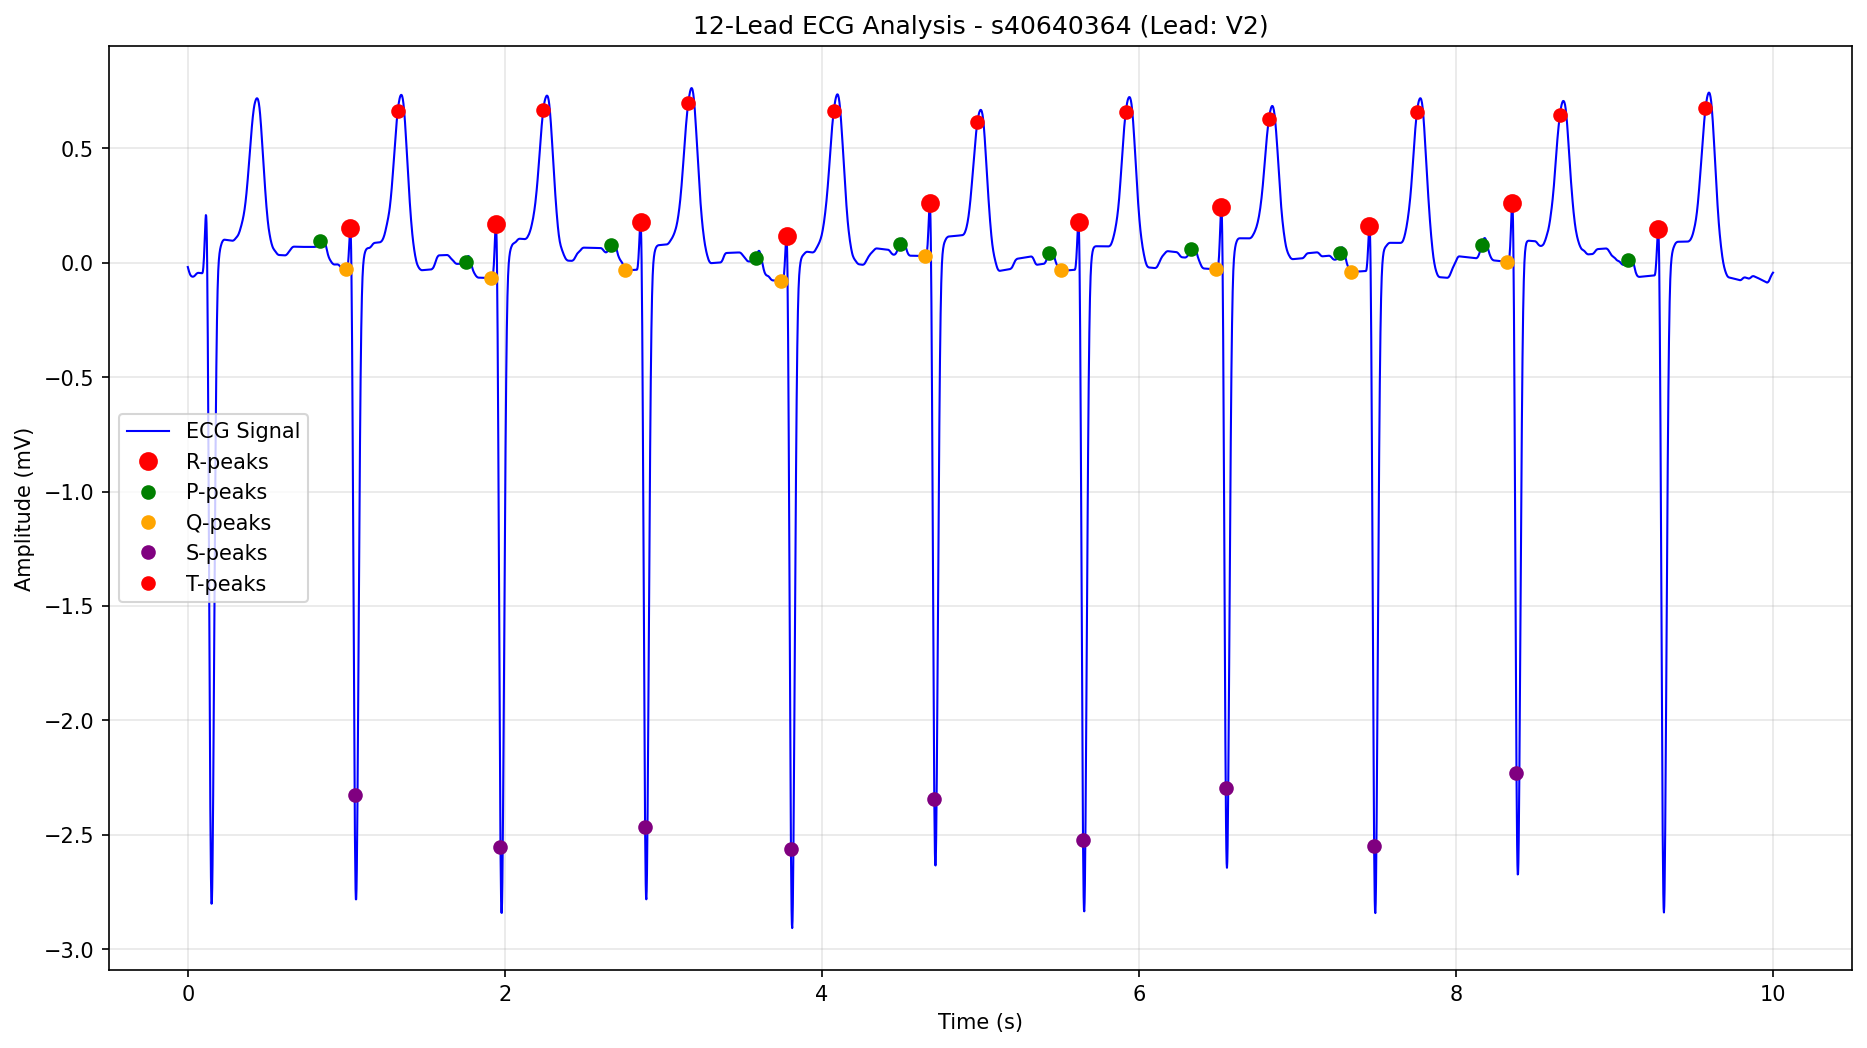 12-Lead ECG Analysis - s40640364 (Lead: V2)
Amplitude (mV)
0.5
0.0
−0.5
−1.0
−1.5
−2.0
−2.5
−3.0
ECG Signal
R-peaks
P-peaks
Q-peaks
S-peaks
T-peaks
0 2 4 6 8 10
Time (s)